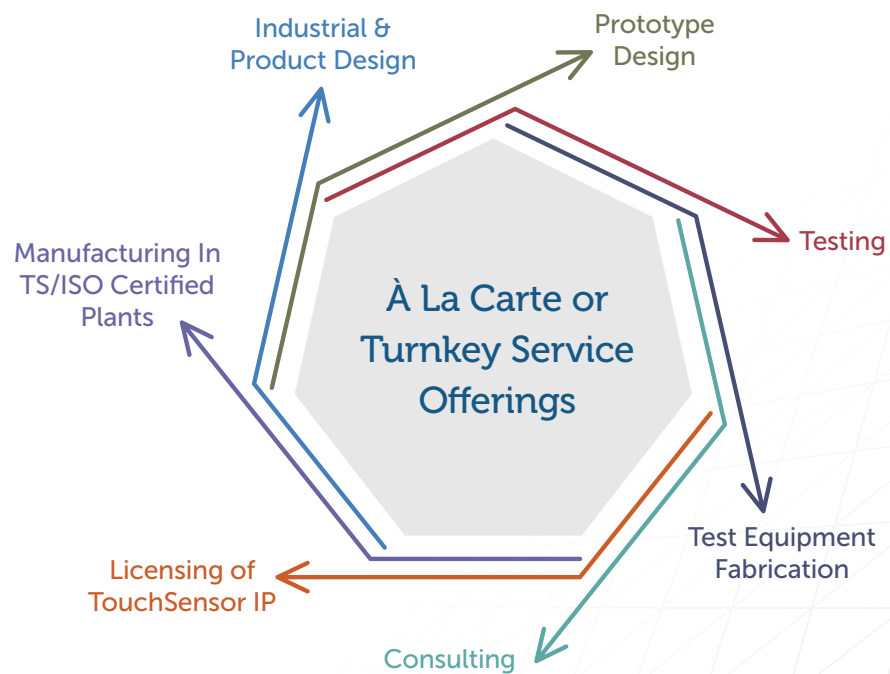 Industrial &
Product Design
Prototype
Design
Testing
Manufacturing In
TS/ISO Certified
Plants
À La Carte or
Turnkey Service
Offerings
Test Equipment
Fabrication
Licensing of
TouchSensor IP
Consulting